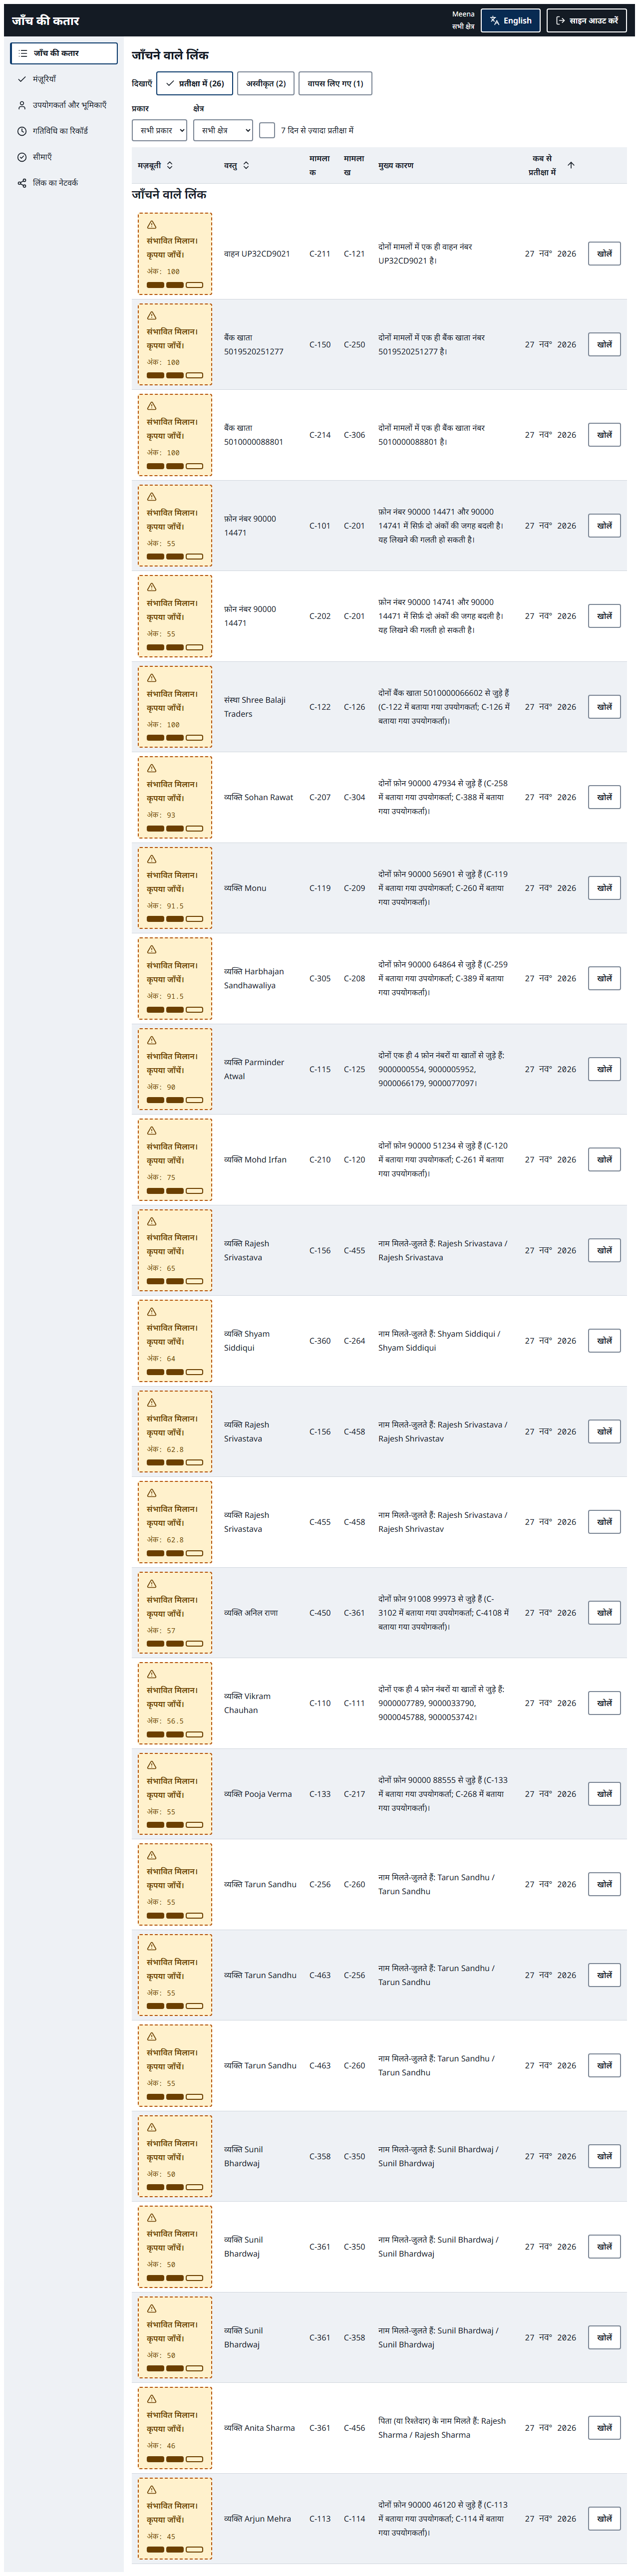 जाँच की कतार
Meena
सभी क्षेत्र
English
साइन आउट करें
जाँच की कतार
मंज़ूरियाँ
उपयोगकर्ता और भूमिकाएँ
गतिविधि का रिकॉर्ड
सीमाएँ
लिंक का नेटवर्क
जाँचने वाले लिंक
दिखाएँ
प्रतीक्षा में (26)
अस्वीकृत (2)
वापस लिए गए (1)
प्रकार
क्षेत्र
सभी प्रकार
सभी क्षेत्र
7 दिन से ज़्यादा प्रतीक्षा में
मज़बूती
वस्तु
मामला
क
मामला
ख
मुख्य कारण
कब से
प्रतीक्षा में
जाँचने वाले लिंक
संभावित मिलान।
कृपया जाँचें।
अंक: 100
वाहन UP32CD9021
C-211
C-121
दोनों मामलों में एक ही वाहन नंबर
UP32CD9021 है।
27 नव॰ 2026
खोलें
संभावित मिलान।
कृपया जाँचें।
अंक: 100
बैंक खाता
5019520251277
C-150
C-250
दोनों मामलों में एक ही बैंक खाता नंबर
5019520251277 है।
27 नव॰ 2026
खोलें
संभावित मिलान।
कृपया जाँचें।
अंक: 100
बैंक खाता
5010000088801
C-214
C-306
दोनों मामलों में एक ही बैंक खाता नंबर
5010000088801 है।
27 नव॰ 2026
खोलें
संभावित मिलान।
कृपया जाँचें।
अंक: 55
फ़ोन नंबर 90000
14471
C-101
C-201
फ़ोन नंबर 90000 14471 और 90000
14741 में सिर्फ़ दो अंकों की जगह बदली है।
यह लिखने की गलती हो सकती है।
27 नव॰ 2026
खोलें
संभावित मिलान।
कृपया जाँचें।
अंक: 55
फ़ोन नंबर 90000
14471
C-202
C-201
फ़ोन नंबर 90000 14741 और 90000
14471 में सिर्फ़ दो अंकों की जगह बदली है।
यह लिखने की गलती हो सकती है।
27 नव॰ 2026
खोलें
संभावित मिलान।
कृपया जाँचें।
अंक: 100
संस्था Shree Balaji
Traders
C-122
C-126
दोनों बैंक खाता 5010000066602 से जुड़े हैं
(C-122 में बताया गया उपयोगकर्ता; C-126 में
बताया गया उपयोगकर्ता)।
27 नव॰ 2026
खोलें
संभावित मिलान।
कृपया जाँचें।
अंक: 93
व्यक्ति Sohan Rawat
C-207
C-304
दोनों फ़ोन 90000 47934 से जुड़े हैं (C-258
में बताया गया उपयोगकर्ता; C-388 में बताया
गया उपयोगकर्ता)।
27 नव॰ 2026
खोलें
संभावित मिलान।
कृपया जाँचें।
अंक: 91.5
व्यक्ति Monu
C-119
C-209
दोनों फ़ोन 90000 56901 से जुड़े हैं (C-119
में बताया गया उपयोगकर्ता; C-260 में बताया
गया उपयोगकर्ता)।
27 नव॰ 2026
खोलें
संभावित मिलान।
कृपया जाँचें।
अंक: 91.5
व्यक्ति Harbhajan
Sandhawaliya
C-305
C-208
दोनों फ़ोन 90000 64864 से जुड़े हैं (C-259
में बताया गया उपयोगकर्ता; C-389 में बताया
गया उपयोगकर्ता)।
27 नव॰ 2026
खोलें
संभावित मिलान।
कृपया जाँचें।
अंक: 90
व्यक्ति Parminder
Atwal
C-115
C-125
दोनों एक ही 4 फ़ोन नंबरों या खातों से जुड़े हैं:
9000000554, 9000005952,
9000066179, 9000077097।
27 नव॰ 2026
खोलें
संभावित मिलान।
कृपया जाँचें।
अंक: 75
व्यक्ति Mohd Irfan
C-210
C-120
दोनों फ़ोन 90000 51234 से जुड़े हैं (C-120
में बताया गया उपयोगकर्ता; C-261 में बताया
गया उपयोगकर्ता)।
27 नव॰ 2026
खोलें
संभावित मिलान।
कृपया जाँचें।
अंक: 65
व्यक्ति Rajesh
Srivastava
C-156
C-455
नाम मिलते-जुलते हैं: Rajesh Srivastava /
Rajesh Srivastava
27 नव॰ 2026
खोलें
संभावित मिलान।
कृपया जाँचें।
अंक: 64
व्यक्ति Shyam
Siddiqui
C-360
C-264
नाम मिलते-जुलते हैं: Shyam Siddiqui /
Shyam Siddiqui
27 नव॰ 2026
खोलें
संभावित मिलान।
कृपया जाँचें।
अंक: 62.8
व्यक्ति Rajesh
Srivastava
C-156
C-458
नाम मिलते-जुलते हैं: Rajesh Srivastava /
Rajesh Shrivastav
27 नव॰ 2026
खोलें
संभावित मिलान।
कृपया जाँचें।
अंक: 62.8
व्यक्ति Rajesh
Srivastava
C-455
C-458
नाम मिलते-जुलते हैं: Rajesh Srivastava /
Rajesh Shrivastav
27 नव॰ 2026
खोलें
संभावित मिलान।
कृपया जाँचें।
अंक: 57
व्यक्ति अनिल राणा
C-450
C-361
दोनों फ़ोन 91008 99973 से जुड़े हैं (C-
3102 में बताया गया उपयोगकर्ता; C-4108 में
बताया गया उपयोगकर्ता)।
27 नव॰ 2026
खोलें
संभावित मिलान।
कृपया जाँचें।
अंक: 56.5
व्यक्ति Vikram
Chauhan
C-110
C-111
दोनों एक ही 4 फ़ोन नंबरों या खातों से जुड़े हैं:
9000007789, 9000033790,
9000045788, 9000053742।
27 नव॰ 2026
खोलें
संभावित मिलान।
कृपया जाँचें।
अंक: 55
व्यक्ति Pooja Verma
C-133
C-217
दोनों फ़ोन 90000 88555 से जुड़े हैं (C-133
में बताया गया उपयोगकर्ता; C-268 में बताया
गया उपयोगकर्ता)।
27 नव॰ 2026
खोलें
संभावित मिलान।
कृपया जाँचें।
अंक: 55
व्यक्ति Tarun Sandhu
C-256
C-260
नाम मिलते-जुलते हैं: Tarun Sandhu /
Tarun Sandhu
27 नव॰ 2026
खोलें
संभावित मिलान।
कृपया जाँचें।
अंक: 55
व्यक्ति Tarun Sandhu
C-463
C-256
नाम मिलते-जुलते हैं: Tarun Sandhu /
Tarun Sandhu
27 नव॰ 2026
खोलें
संभावित मिलान।
कृपया जाँचें।
अंक: 55
व्यक्ति Tarun Sandhu
C-463
C-260
नाम मिलते-जुलते हैं: Tarun Sandhu /
Tarun Sandhu
27 नव॰ 2026
खोलें
संभावित मिलान।
कृपया जाँचें।
अंक: 50
व्यक्ति Sunil
Bhardwaj
C-358
C-350
नाम मिलते-जुलते हैं: Sunil Bhardwaj /
Sunil Bhardwaj
27 नव॰ 2026
खोलें
संभावित मिलान।
कृपया जाँचें।
अंक: 50
व्यक्ति Sunil
Bhardwaj
C-361
C-350
नाम मिलते-जुलते हैं: Sunil Bhardwaj /
Sunil Bhardwaj
27 नव॰ 2026
खोलें
संभावित मिलान।
कृपया जाँचें।
अंक: 50
व्यक्ति Sunil
Bhardwaj
C-361
C-358
नाम मिलते-जुलते हैं: Sunil Bhardwaj /
Sunil Bhardwaj
27 नव॰ 2026
खोलें
संभावित मिलान।
कृपया जाँचें।
अंक: 46
व्यक्ति Anita Sharma
C-361
C-456
पिता (या रिश्तेदार) के नाम मिलते हैं: Rajesh
Sharma / Rajesh Sharma
27 नव॰ 2026
खोलें
संभावित मिलान।
कृपया जाँचें।
अंक: 45
व्यक्ति Arjun Mehra
C-113
C-114
दोनों फ़ोन 90000 46120 से जुड़े हैं (C-113
में बताया गया उपयोगकर्ता; C-114 में बताया
गया उपयोगकर्ता)।
27 नव॰ 2026
खोलें